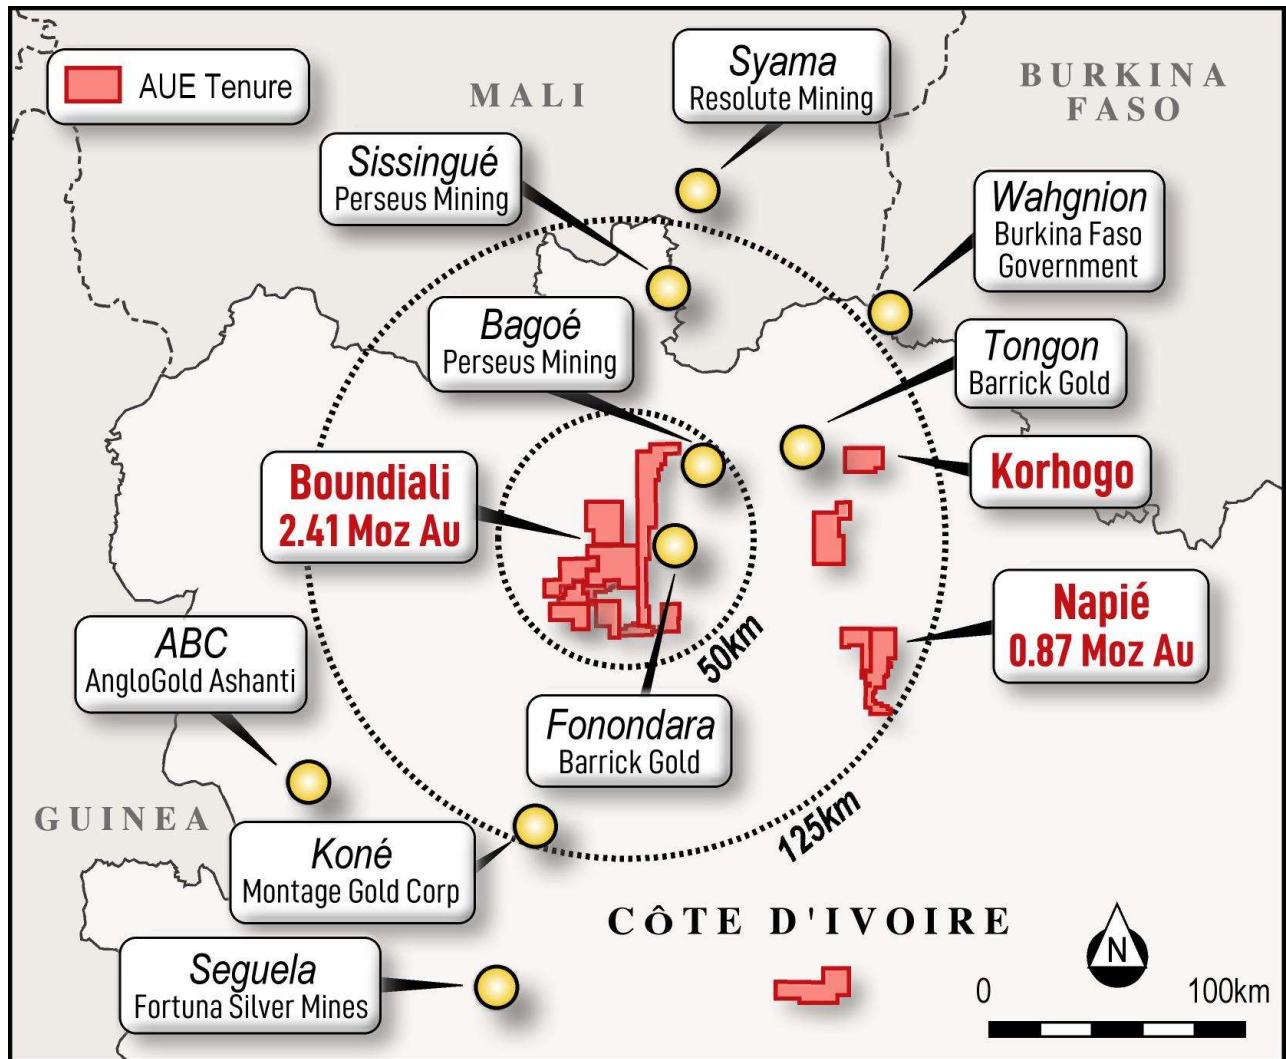 AUE Tenure
MALI
BURKINA
FASO
Syama
Resolute Mining
Sissingué
Perseus Mining
Wahgnion
Burkina Faso
Government
Bagoé
Perseus Mining
Tongon
Barrick Gold
Boundiali
2.41 Moz Au
Korhogo
Napié
0.87 Moz Au
50km
ABC
AngloGold Ashanti
Fonondara
Barrick Gold
125km
GUINEA
Koné
Montage Gold Corp
CÔTE D'IVOIRE
Seguela
Fortuna Silver Mines
N
0
100km